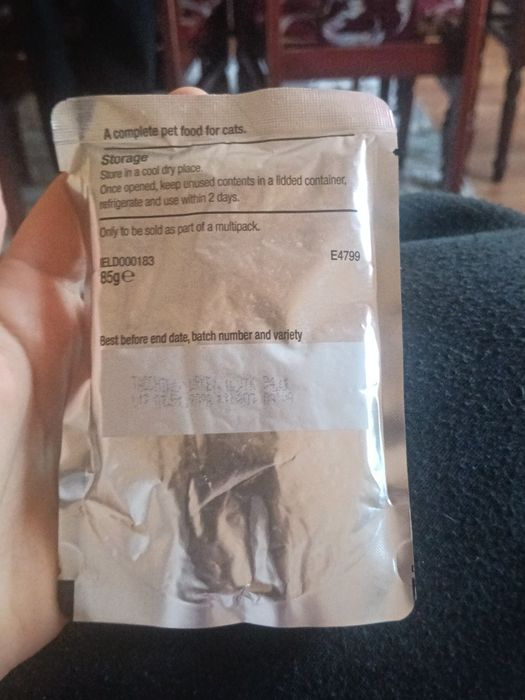 A complete pet food for cats.
Storage
Store in a cool dry place.
Once opened, keep unused contents in a lidded container,
refrigerate and use within 2 days.
Only to be sold as part of a multipack.
IELD000183
E4799
85g℮
Best before end date, batch number and variety